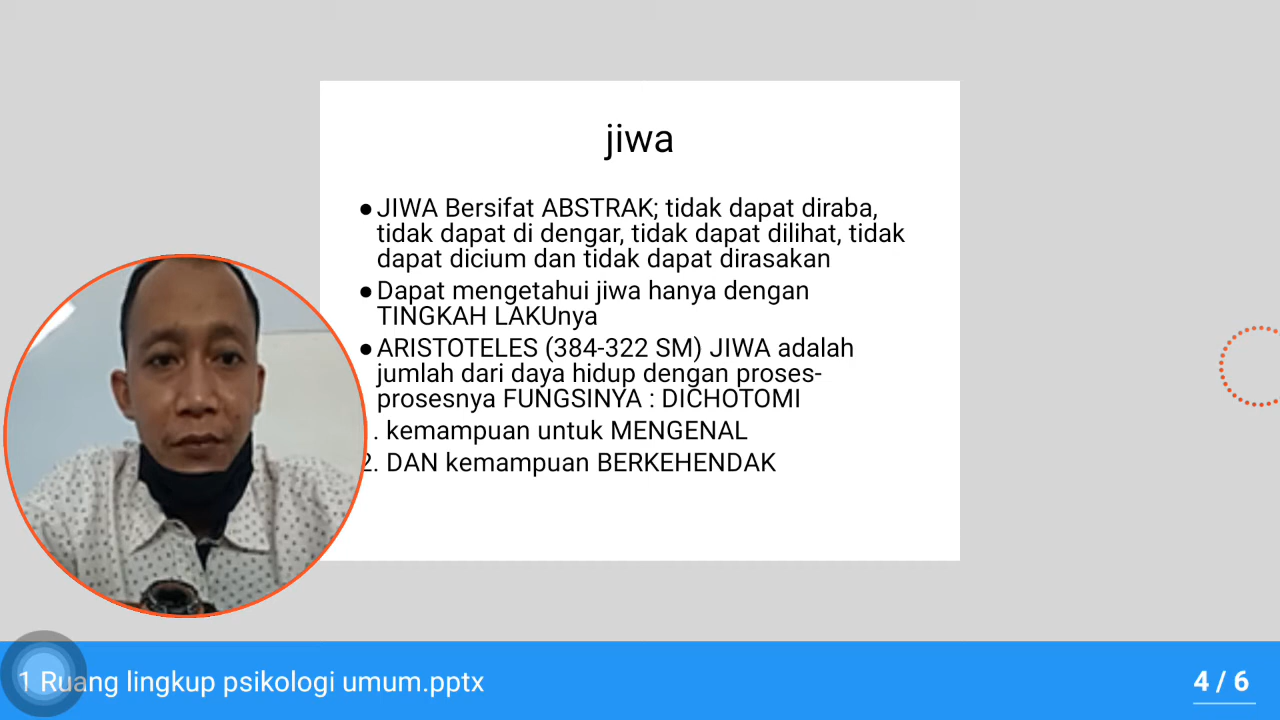 jiwa
●JIWA Bersifat ABSTRAK; tidak dapat diraba,
tidak dapat di dengar, tidak dapat dilihat, tidak
dapat dicium dan tidak dapat dirasakan
●Dapat mengetahui jiwa hanya dengan
TINGKAH LAKUnya
●ARISTOTELES (384-322 SM) JIWA adalah
jumlah dari daya hidup dengan proses-
prosesnya FUNGSINYA : DICHOTOMI
. kemampuan untuk MENGENAL
2. DAN kemampuan BERKEHENDAK
1 Ruang lingkup psikologi umum.pptx
4 / 6